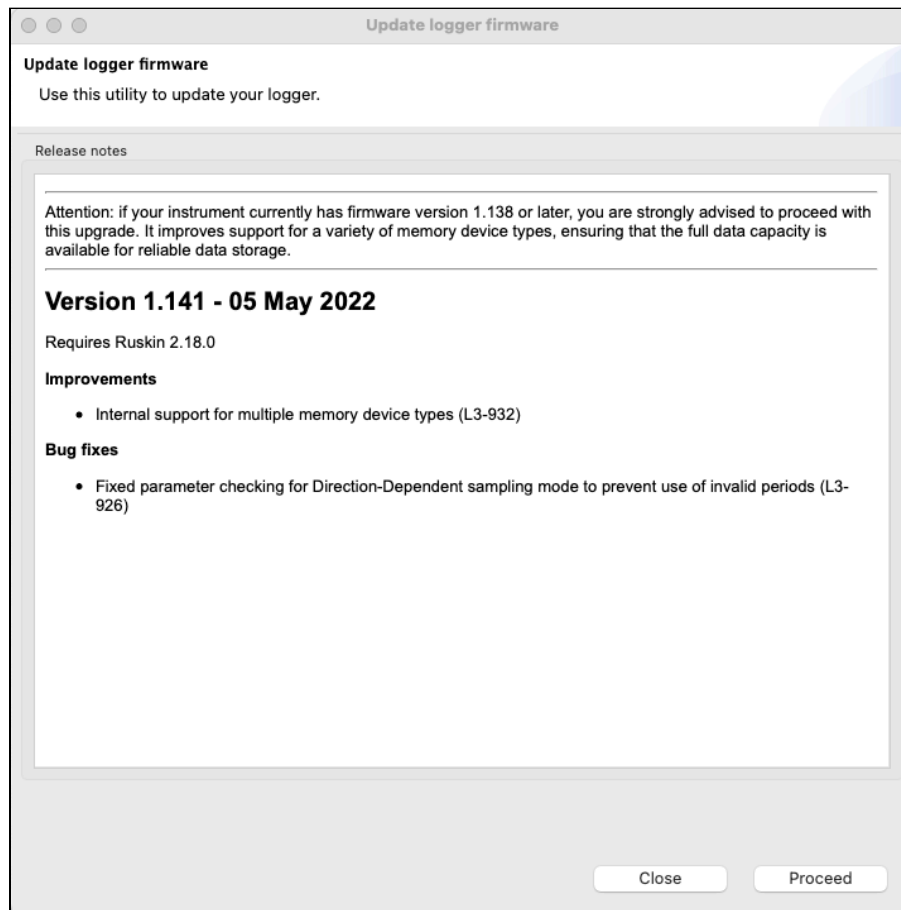 Update logger firmware
Update logger firmware
Use this utility to update your logger.
Release notes
Attention: if your instrument currently has firmware version 1.138 or later, you are strongly advised to proceed with
this upgrade. It improves support for a variety of memory device types, ensuring that the full data capacity is
available for reliable data storage.
Version 1.141 - 05 May 2022
Requires Ruskin 2.18.0
Improvements
• Internal support for multiple memory device types (L3-932)
Bug fixes
• Fixed parameter checking for Direction-Dependent sampling mode to prevent use of invalid periods (L3-
926)
Close Proceed